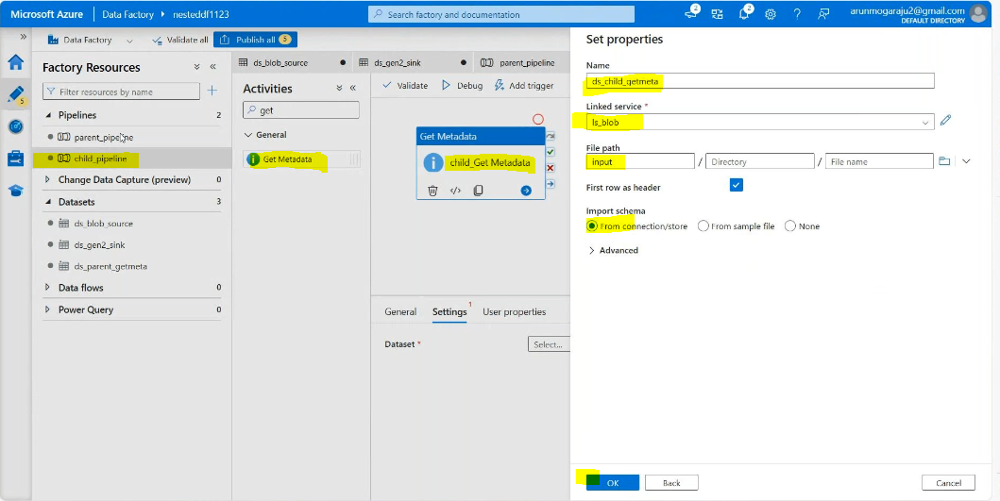 Microsoft Azure
Data Factory
nesteddf1123
Search factory and documentation
2
2
arunmogaraju2@gmail.com
DEFAULT DIRECTORY
Data Factory
Validate all
Publish all
5
Factory Resources
Filter resources by name
5
Pipelines 2
parent_pipeline
child_pipeline
Change Data Capture (preview) 0
Datasets 3
ds_blob_source
ds_gen2_sink
ds_parent_getmeta
Data flows 0
Power Query 0
ds_blob_source
ds_gen2_sink
parent_pipeline
Activities
get
General
Get Metadata
Validate
Debug
Add trigger
Get Metadata
child_Get Metadata
General
Settings 1
User properties
Dataset *
Select...
Set properties
Name
ds_child_getmeta
Linked service *
ls_blob
File path
input / Directory / File name
First row as header
Import schema
From connection/store
From sample file
None
Advanced
OK
Back
Cancel